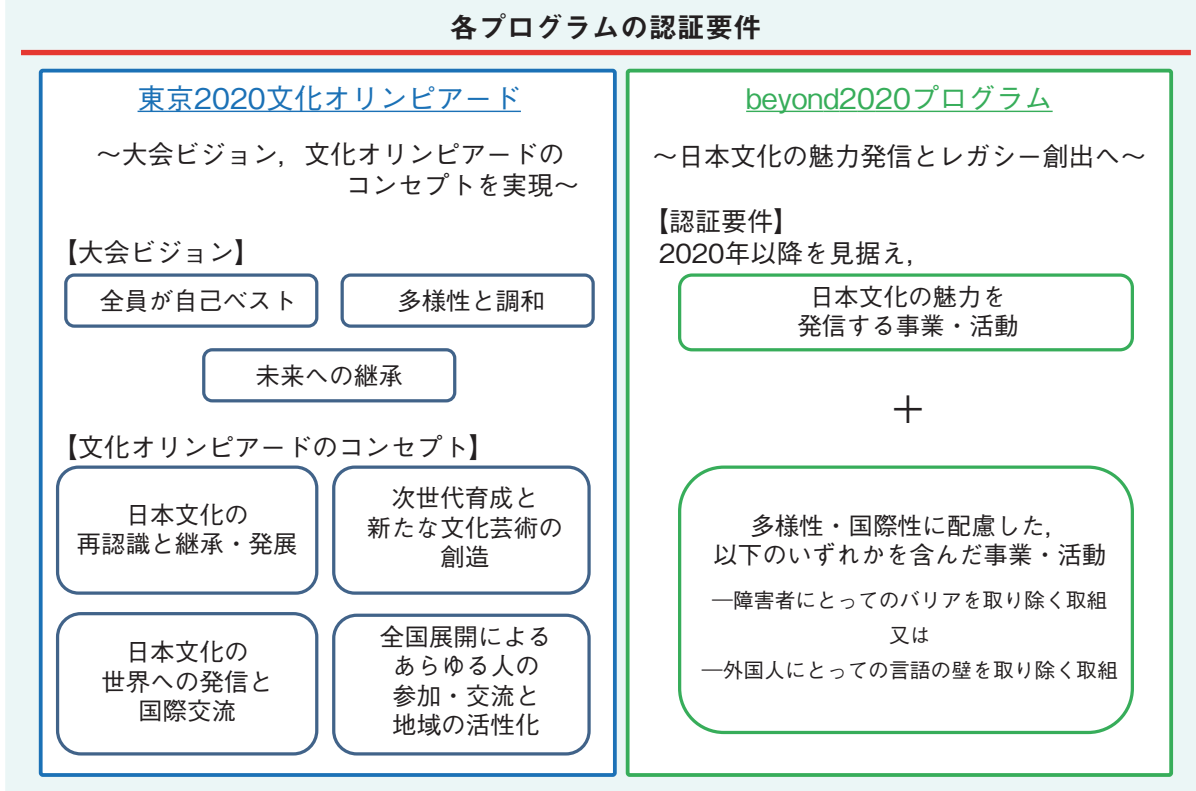 各プログラムの認証要件
東京2020文化オリンピアード
～大会ビジョン，文化オリンピアードの
コンセプトを実現～
【大会ビジョン】
全員が自己ベスト
多様性と調和
未来への継承
【文化オリンピアードのコンセプト】
日本文化の
再認識と継承・発展
次世代育成と
新たな文化芸術の
創造
日本文化の
世界への発信と
国際交流
全国展開による
あらゆる人の
参加・交流と
地域の活性化
beyond2020プログラム
～日本文化の魅力発信とレガシー創出へ～
【認証要件】
2020年以降を見据え，
日本文化の魅力を
発信する事業・活動
＋
多様性・国際性に配慮した，
以下のいずれかを含んだ事業・活動
―障害者にとってのバリアを取り除く取組
又は
―外国人にとっての言語の壁を取り除く取組